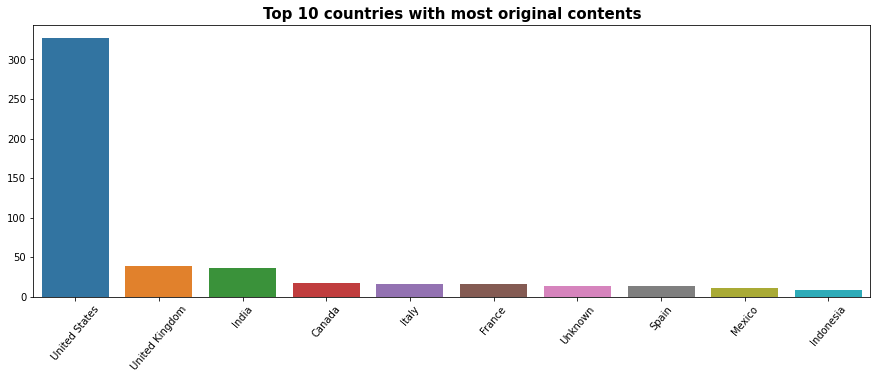 Top 10 countries with most original contents
300
250
200
150
100
50
0
United States
United Kingdom
India
Canada
Italy
France
Unknown
Spain
Mexico
Indonesia